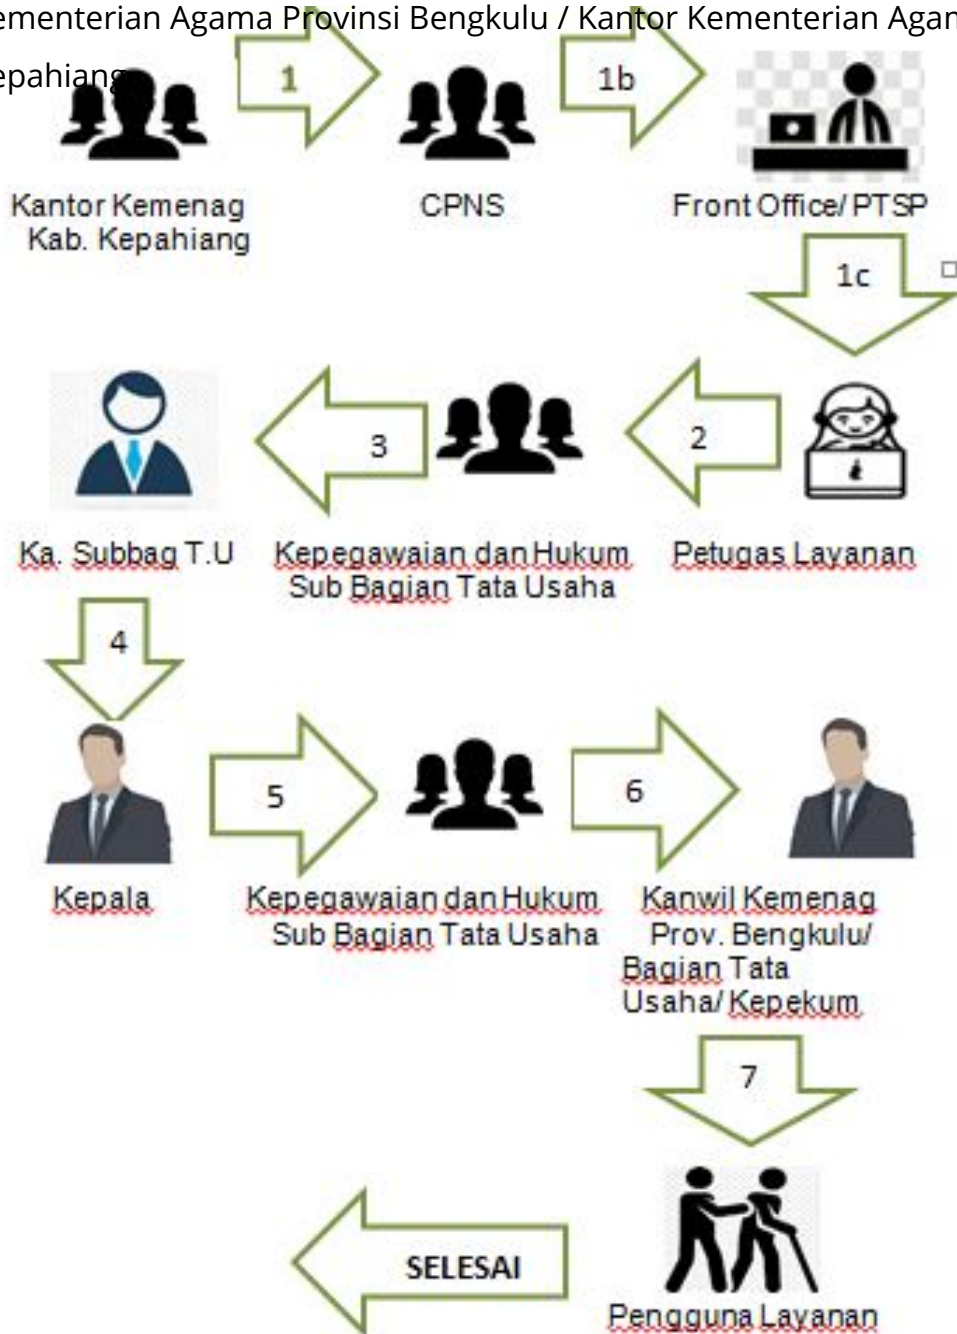 ementerian Agama Provinsi Bengkulu / Kantor Kementerian Agam
epahiang
1
1b
Kantor Kemenag
Kab. Kepahiang
CPNS
Front Office/ PTSP
1c
3
2
Ka. Subbag T.U
Kepegawaian dan Hukum
Sub Bagian Tata Usaha
Petugas Layanan
4
5
6
Kepala
Kepegawaian dan Hukum
Sub Bagian Tata Usaha
Kanwil Kemenag
Prov. Bengkulu/
Bagian Tata
Usaha/ Kepekum
7
SELESAI
Pengguna Layanan